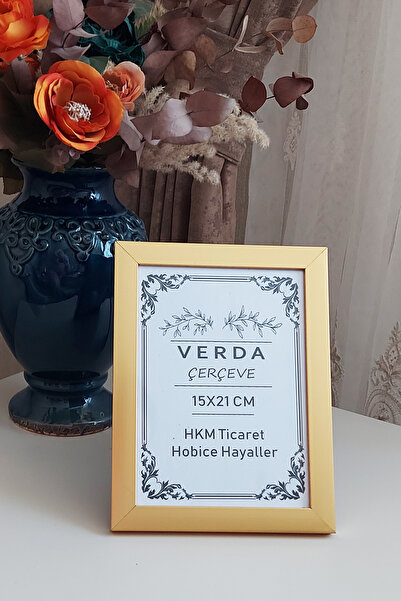 VERDA
ÇERÇEVE
15X21 CM
HKM Ticaret
Hobice Hayaller